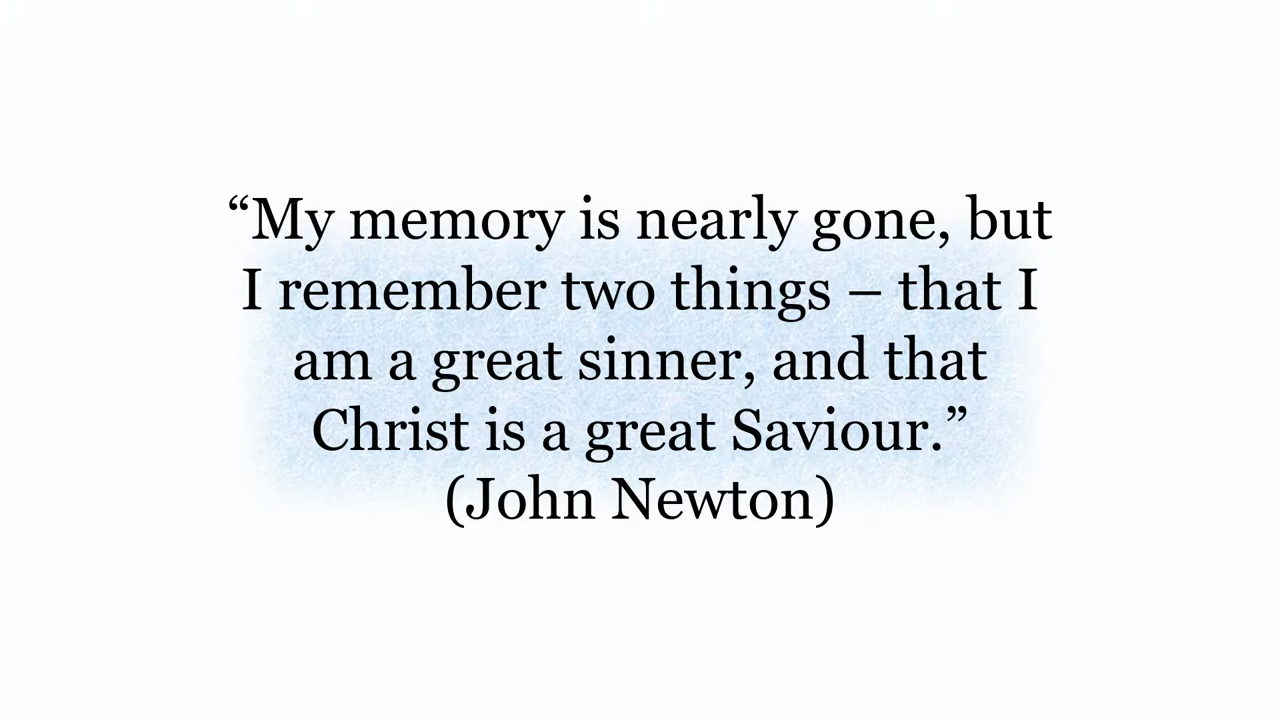 “My memory is nearly gone, but
I remember two things – that I
am a great sinner, and that
Christ is a great Saviour.”
(John Newton)